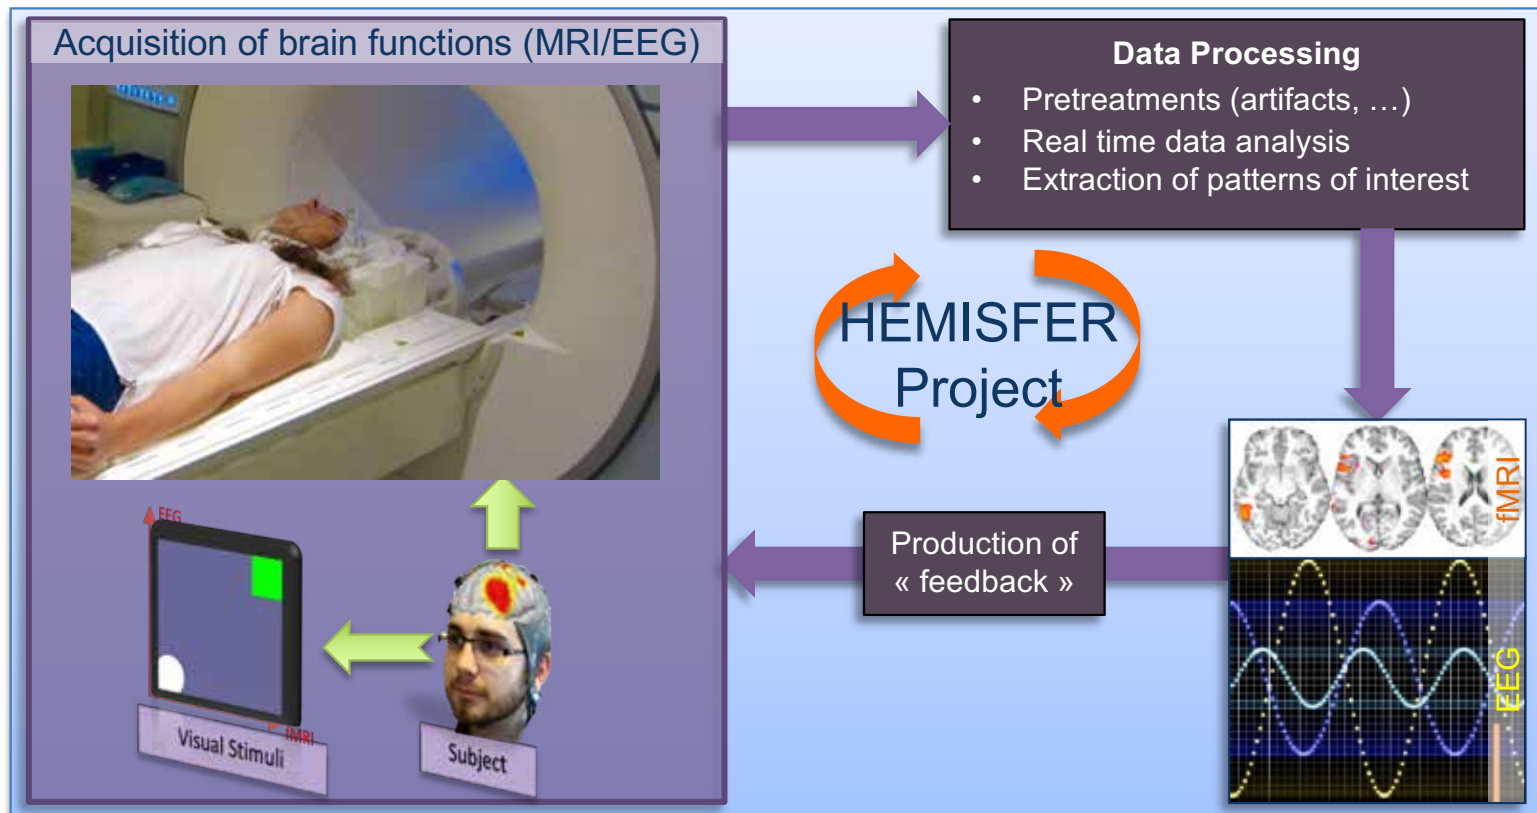 Acquisition of brain functions (MRI/EEG)
EEG
fMRI
Visual Stimuli
Subject
Data Processing
• Pretreatments (artifacts, …)
• Real time data analysis
• Extraction of patterns of interest
HEMISFER
Project
fMRI
EEG
Production of
« feedback »